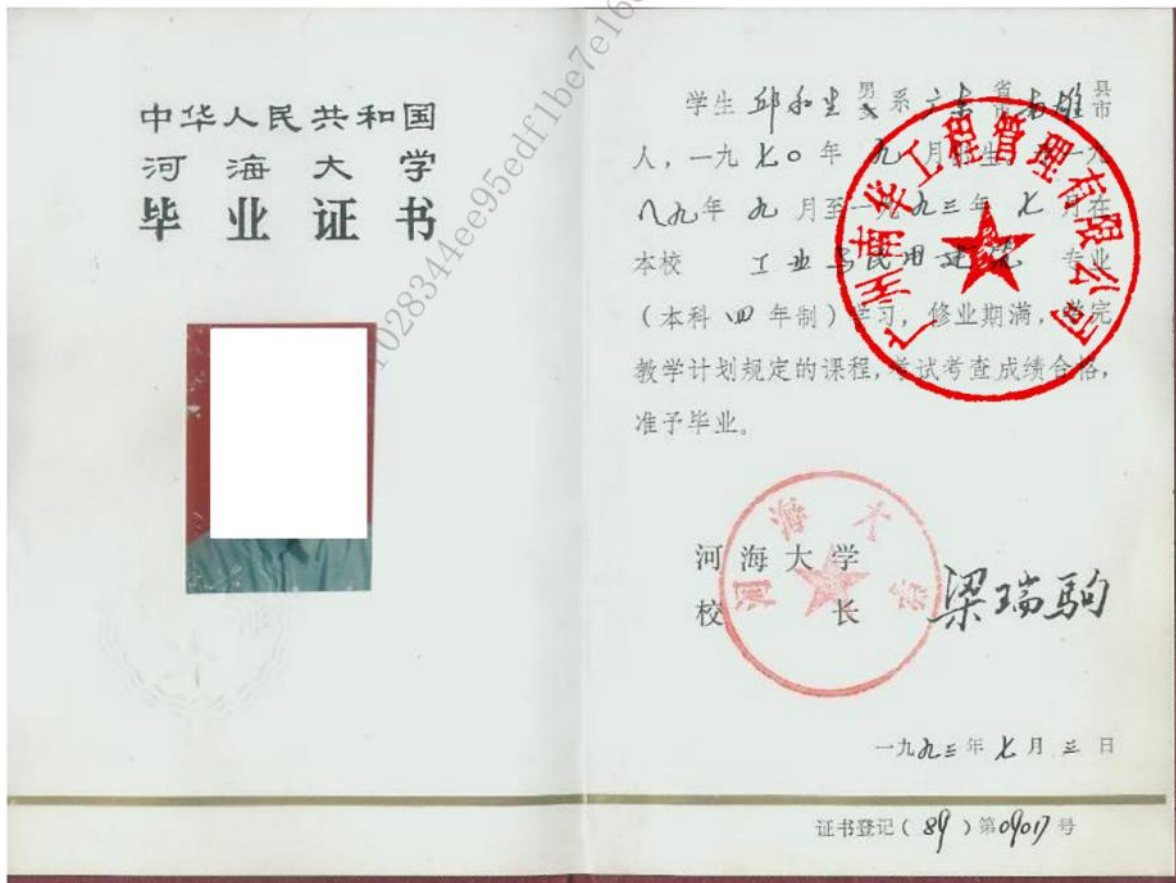 中华人民共和国
河海大学
毕业证书
1028344ee95edf1be7e16
学生 邱和生 男 系 广东 省 南雄 县
女 市 市
人，一九七〇年 九 月出生，于一九
八九年 九 月至一九九三年 七 月在
本校 工业与民用建筑 专业
（本科 四 年制）学习，修业期满，学完
教学计划规定的课程，考试考查成绩合格，
准予毕业。
广州南华工程管理有限公司
河海大学
校长 梁瑞驹
河海大学
一九九三年 七 月 三 日
证书登记（ 89 ）第09017号